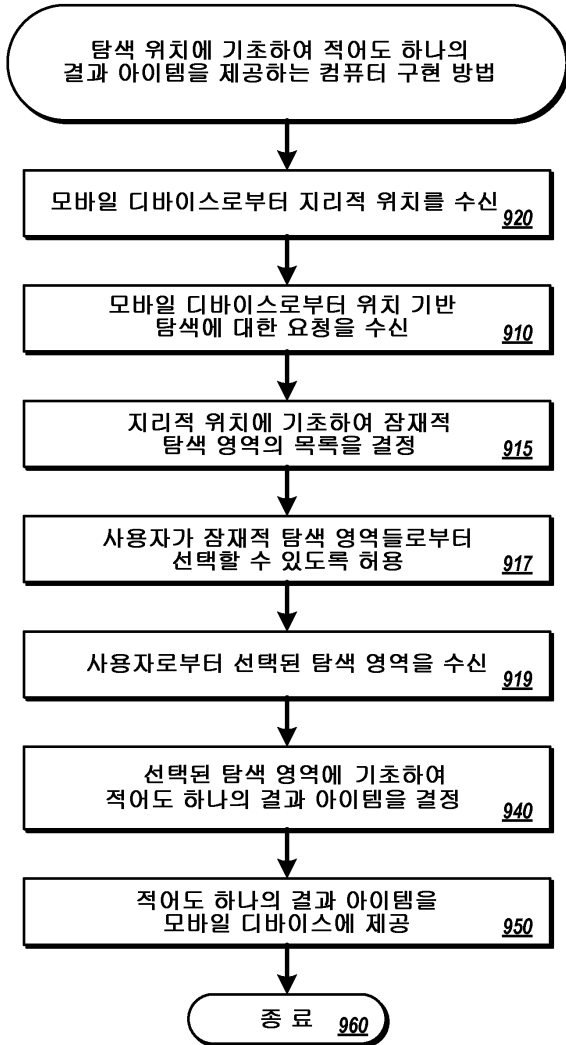 탐색 위치에 기초하여 적어도 하나의
결과 아이템을 제공하는 컴퓨터 구현 방법
모바일 디바이스로부터 지리적 위치를 수신
920
모바일 디바이스로부터 위치 기반
탐색에 대한 요청을 수신
910
지리적 위치에 기초하여 잠재적
탐색 영역의 목록을 결정
915
사용자가 잠재적 탐색 영역들로부터
선택할 수 있도록 허용
917
사용자로부터 선택된 탐색 영역을 수신
919
선택된 탐색 영역에 기초하여
적어도 하나의 결과 아이템을 결정
940
적어도 하나의 결과 아이템을
모바일 디바이스에 제공
950
종 료 960